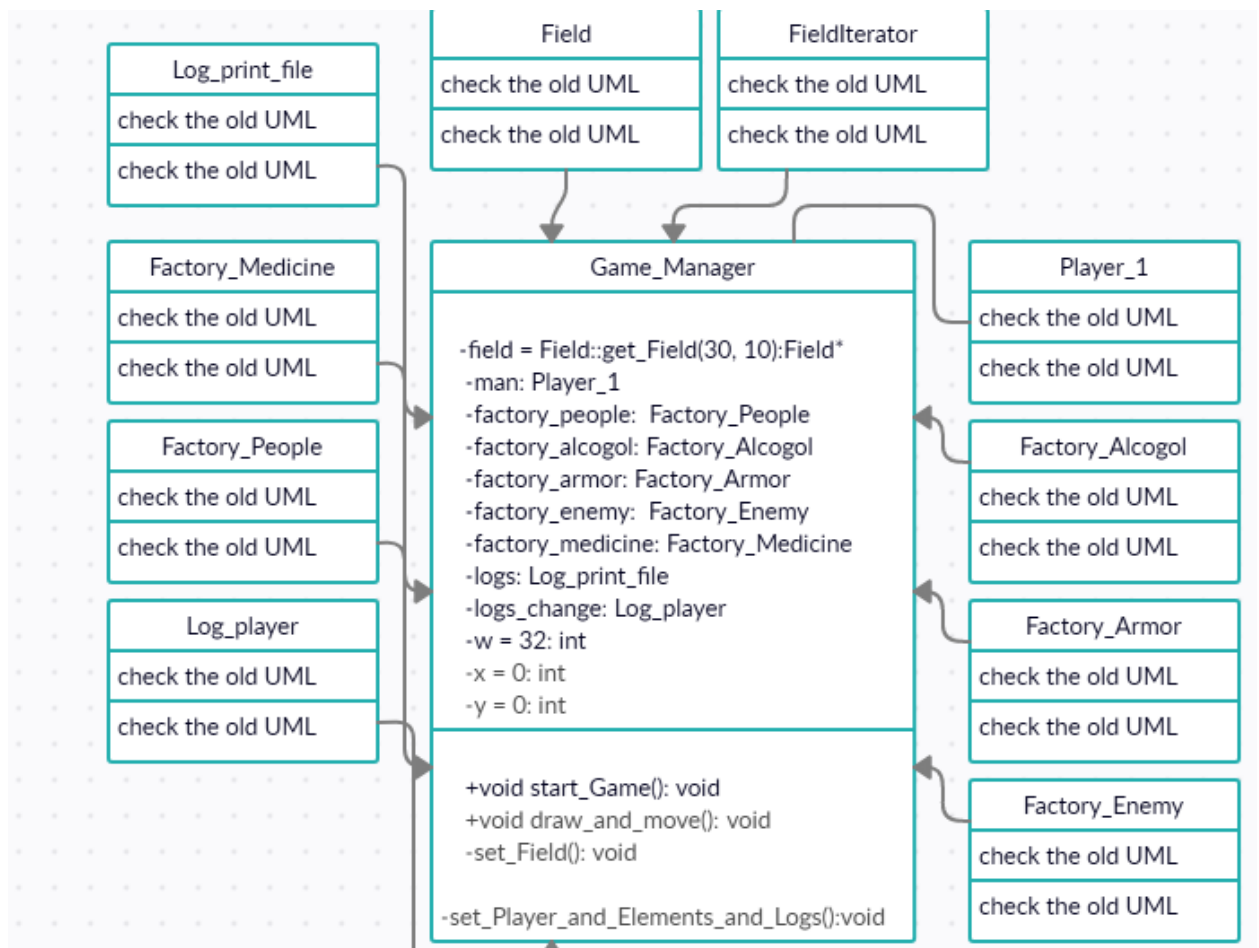 Field
check the old UML
check the old UML
FieldIterator
check the old UML
check the old UML
Log_print_file
check the old UML
check the old UML
Factory_Medicine
check the old UML
check the old UML
Factory_People
check the old UML
check the old UML
Log_player
check the old UML
check the old UML
Game_Manager
-field = Field::get_Field(30, 10):Field*
-man: Player_1
-factory_people:  Factory_People
-factory_alcogol: Factory_Alcogol
-factory_armor: Factory_Armor
-factory_enemy:  Factory_Enemy
-factory_medicine: Factory_Medicine
-logs: Log_print_file
-logs_change: Log_player
-w = 32: int
-x = 0: int
-y = 0: int
+void start_Game(): void
+void draw_and_move(): void
-set_Field(): void
-set_Player_and_Elements_and_Logs():void
Player_1
check the old UML
check the old UML
Factory_Alcogol
check the old UML
check the old UML
Factory_Armor
check the old UML
check the old UML
Factory_Enemy
check the old UML
check the old UML